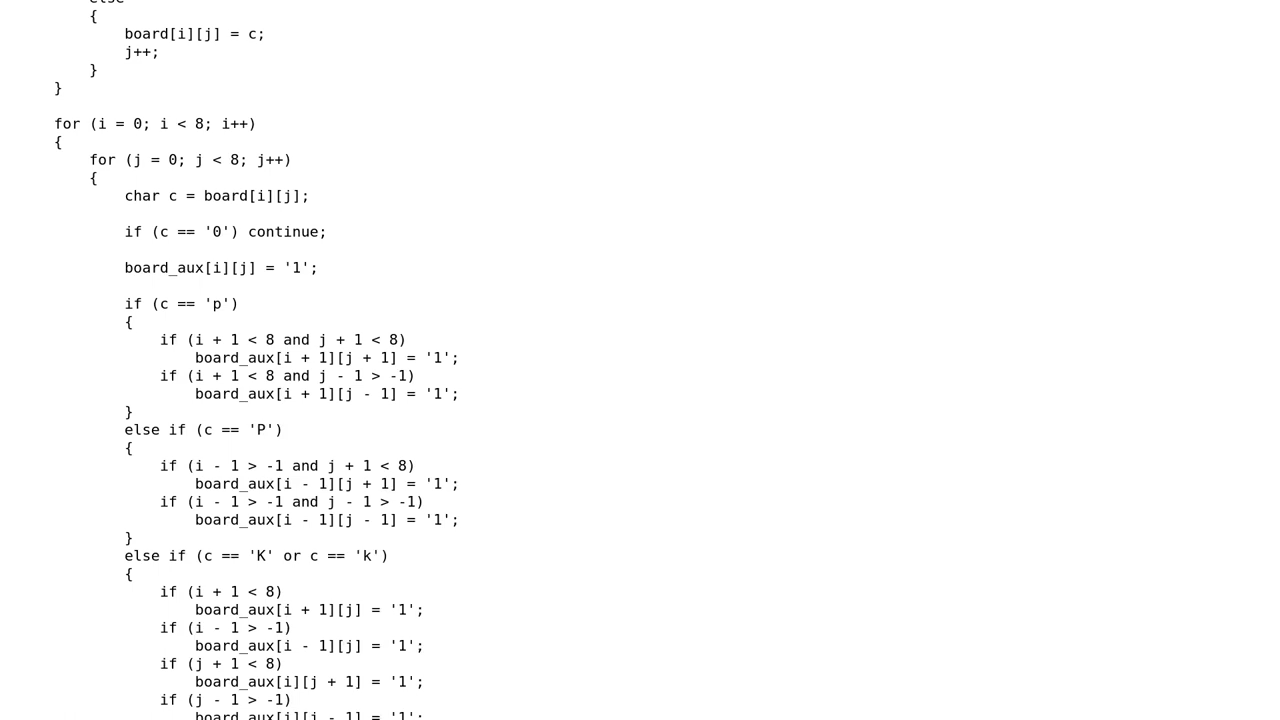 else
        {
            board[i][j] = c;
            j++;
        }
    }

    for (i = 0; i < 8; i++)
    {
        for (j = 0; j < 8; j++)
        {
            char c = board[i][j];

            if (c == '0') continue;

            board_aux[i][j] = '1';

            if (c == 'p')
            {
                if (i + 1 < 8 and j + 1 < 8)
                    board_aux[i + 1][j + 1] = '1';
                if (i + 1 < 8 and j - 1 > -1)
                    board_aux[i + 1][j - 1] = '1';
            }
            else if (c == 'P')
            {
                if (i - 1 > -1 and j + 1 < 8)
                    board_aux[i - 1][j + 1] = '1';
                if (i - 1 > -1 and j - 1 > -1)
                    board_aux[i - 1][j - 1] = '1';
            }
            else if (c == 'K' or c == 'k')
            {
                if (i + 1 < 8)
                    board_aux[i + 1][j] = '1';
                if (i - 1 > -1)
                    board_aux[i - 1][j] = '1';
                if (j + 1 < 8)
                    board_aux[i][j + 1] = '1';
                if (j - 1 > -1)
                    board_aux[i][j - 1] = '1';